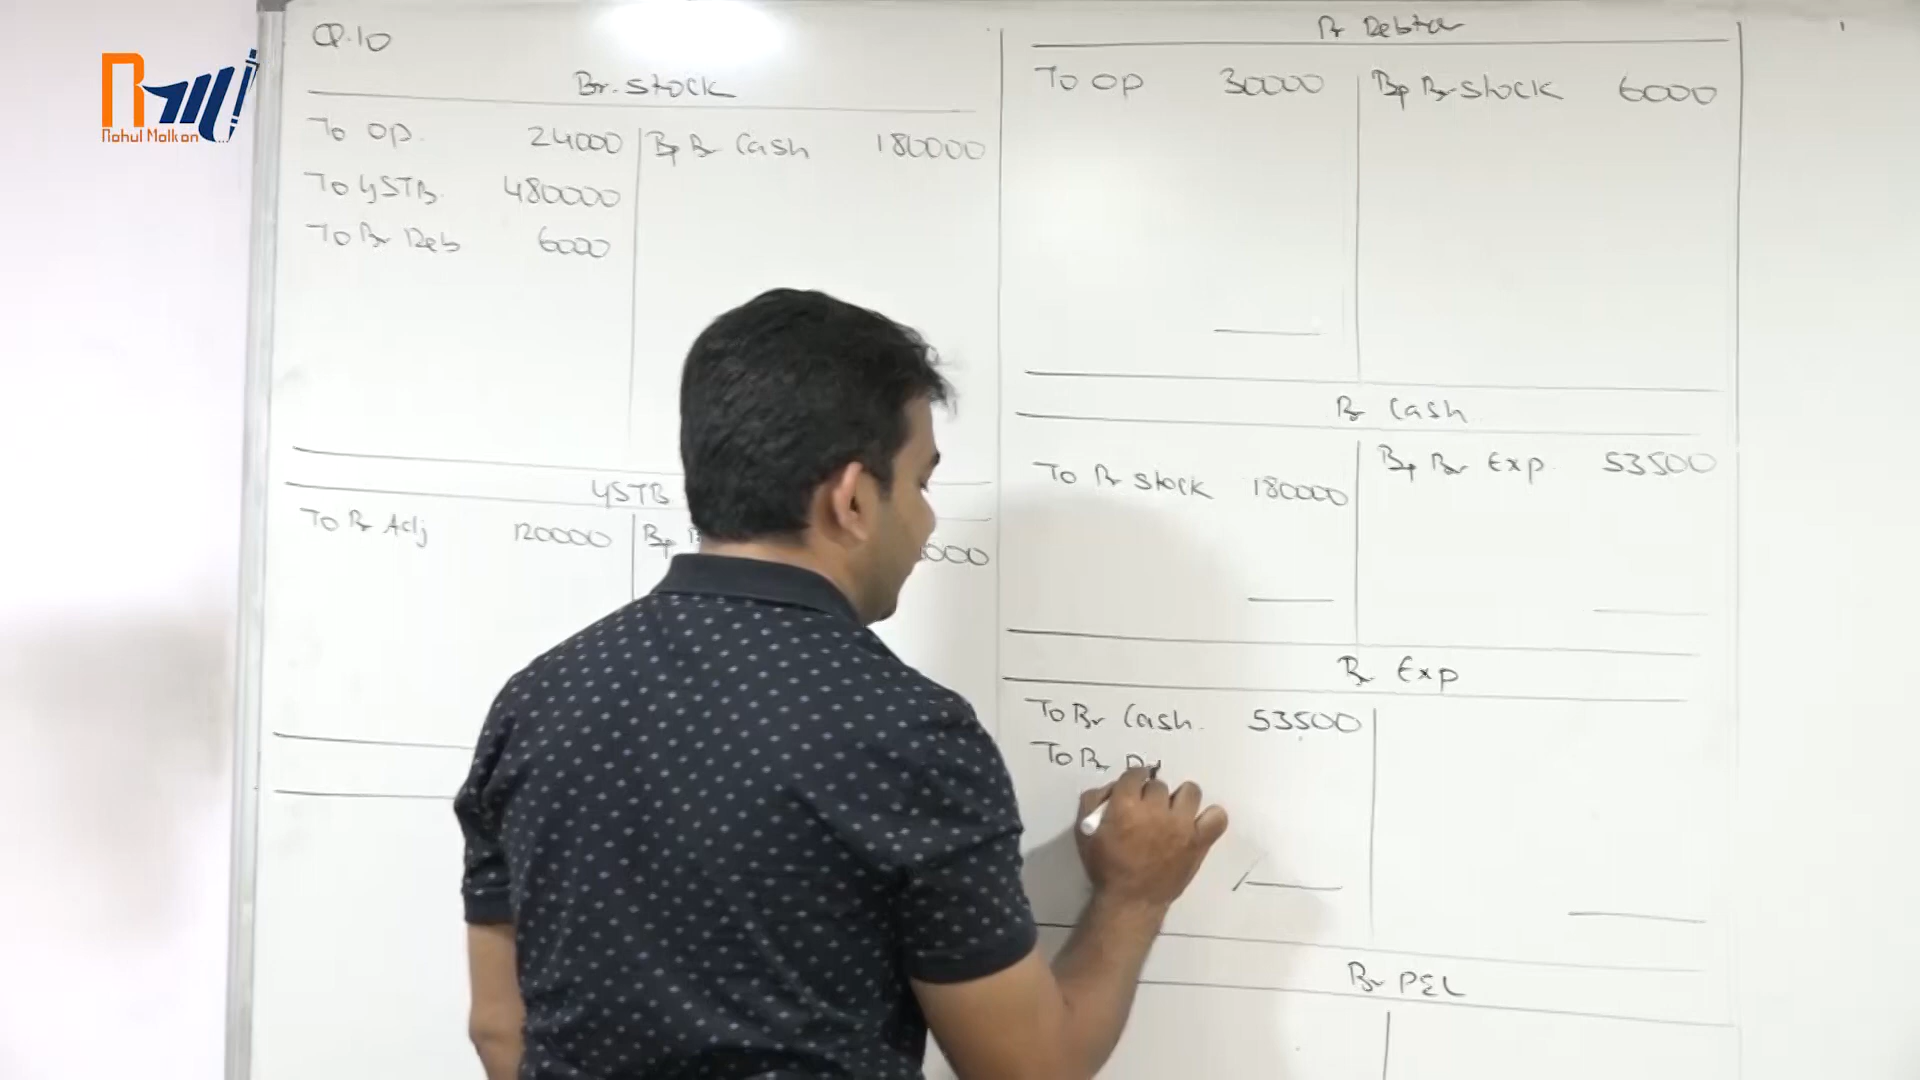 Rahul Malkan
Q.10
Br. Stock
To Op. 24000 By Br Cash 180000
To GSTB. 480000
To Br Deb 6000
GSTB
To Br Adj 120000 By
000
Br Debtor
To Op 30000 By Br Stock 6000
Br Cash
To Br Stock 180000 By Br Exp. 53500
Br Exp
To Br Cash. 53500
To Br
Br P&L